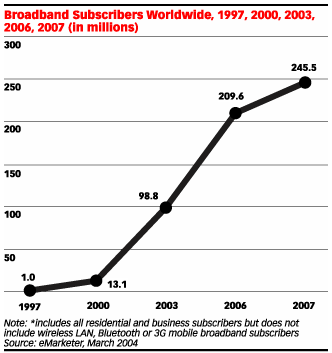 Broadband Subscribers Worldwide, 1997, 2000, 2003,
2006, 2007 (in millions)
300
250
245.5
209.6
200
150
98.8
100
50
1.0
13.1
1997 2000 2003 2006 2007
Note: *includes all residential and business subscribers but does not
include wireless LAN, Bluetooth or 3G mobile broadband subscribers
Source: eMarketer, March 2004